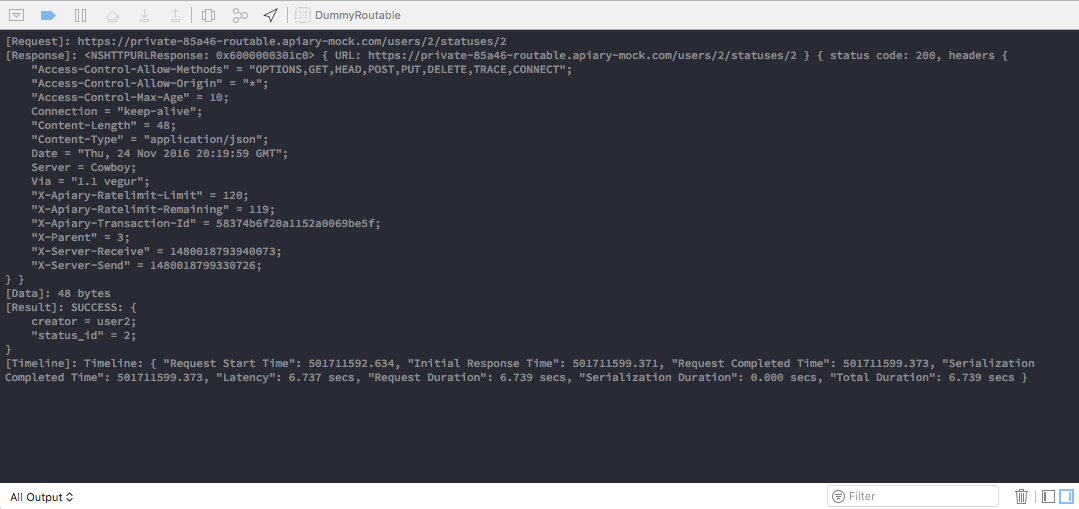 DummyRoutable
[Request]: https://private-85a46-routable.apiary-mock.com/users/2/statuses/2
[Response]: <NSHTTPURLResponse: 0x6000000301c0> { URL: https://private-85a46-routable.apiary-mock.com/users/2/statuses/2 } { status code: 200, headers {
    "Access-Control-Allow-Methods" = "OPTIONS,GET,HEAD,POST,PUT,DELETE,TRACE,CONNECT";
    "Access-Control-Allow-Origin" = "*";
    "Access-Control-Max-Age" = 10;
    Connection = "keep-alive";
    "Content-Length" = 48;
    "Content-Type" = "application/json";
    Date = "Thu, 24 Nov 2016 20:19:59 GMT";
    Server = Cowboy;
    Via = "1.1 vegur";
    "X-Apiary-Ratelimit-Limit" = 120;
    "X-Apiary-Ratelimit-Remaining" = 119;
    "X-Apiary-Transaction-Id" = 58374b6f20a1152a0069be5f;
    "X-Parent" = 3;
    "X-Server-Receive" = 1480018793940073;
    "X-Server-Send" = 1480018799330726;
} }
[Data]: 48 bytes
[Result]: SUCCESS: {
    creator = user2;
    "status_id" = 2;
}
[Timeline]: Timeline: { "Request Start Time": 501711592.634, "Initial Response Time": 501711599.371, "Request Completed Time": 501711599.373, "Serialization
Completed Time": 501711599.373, "Latency": 6.737 secs, "Request Duration": 6.739 secs, "Serialization Duration": 0.000 secs, "Total Duration": 6.739 secs }
All Output
Filter